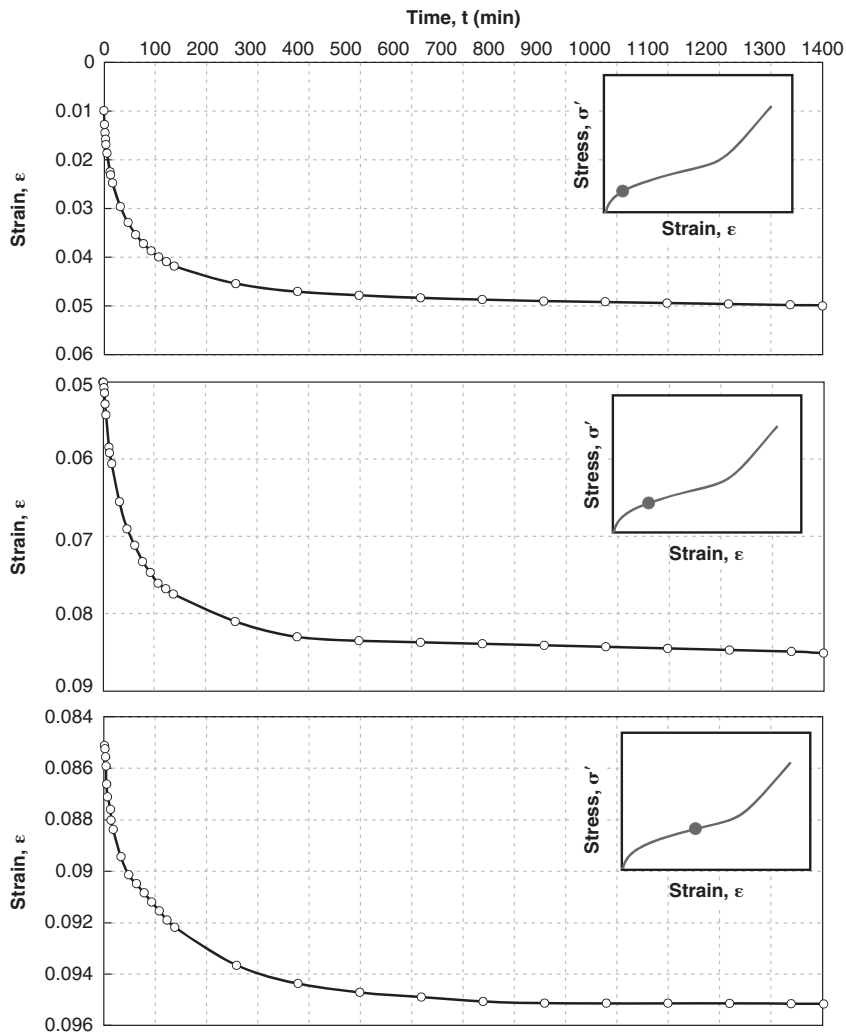 Time, t (min)
0 100 200 300 400 500 600 700 800 900 1000 1100 1200 1300 1400
0
0.01
0.02
0.03
0.04
0.05
0.06
Strain, ε
Stress, σ′
Strain, ε
0.05
0.06
0.07
0.08
0.09
Strain, ε
Stress, σ′
Strain, ε
0.084
0.086
0.088
0.09
0.092
0.094
0.096
Strain, ε
Stress, σ′
Strain, ε